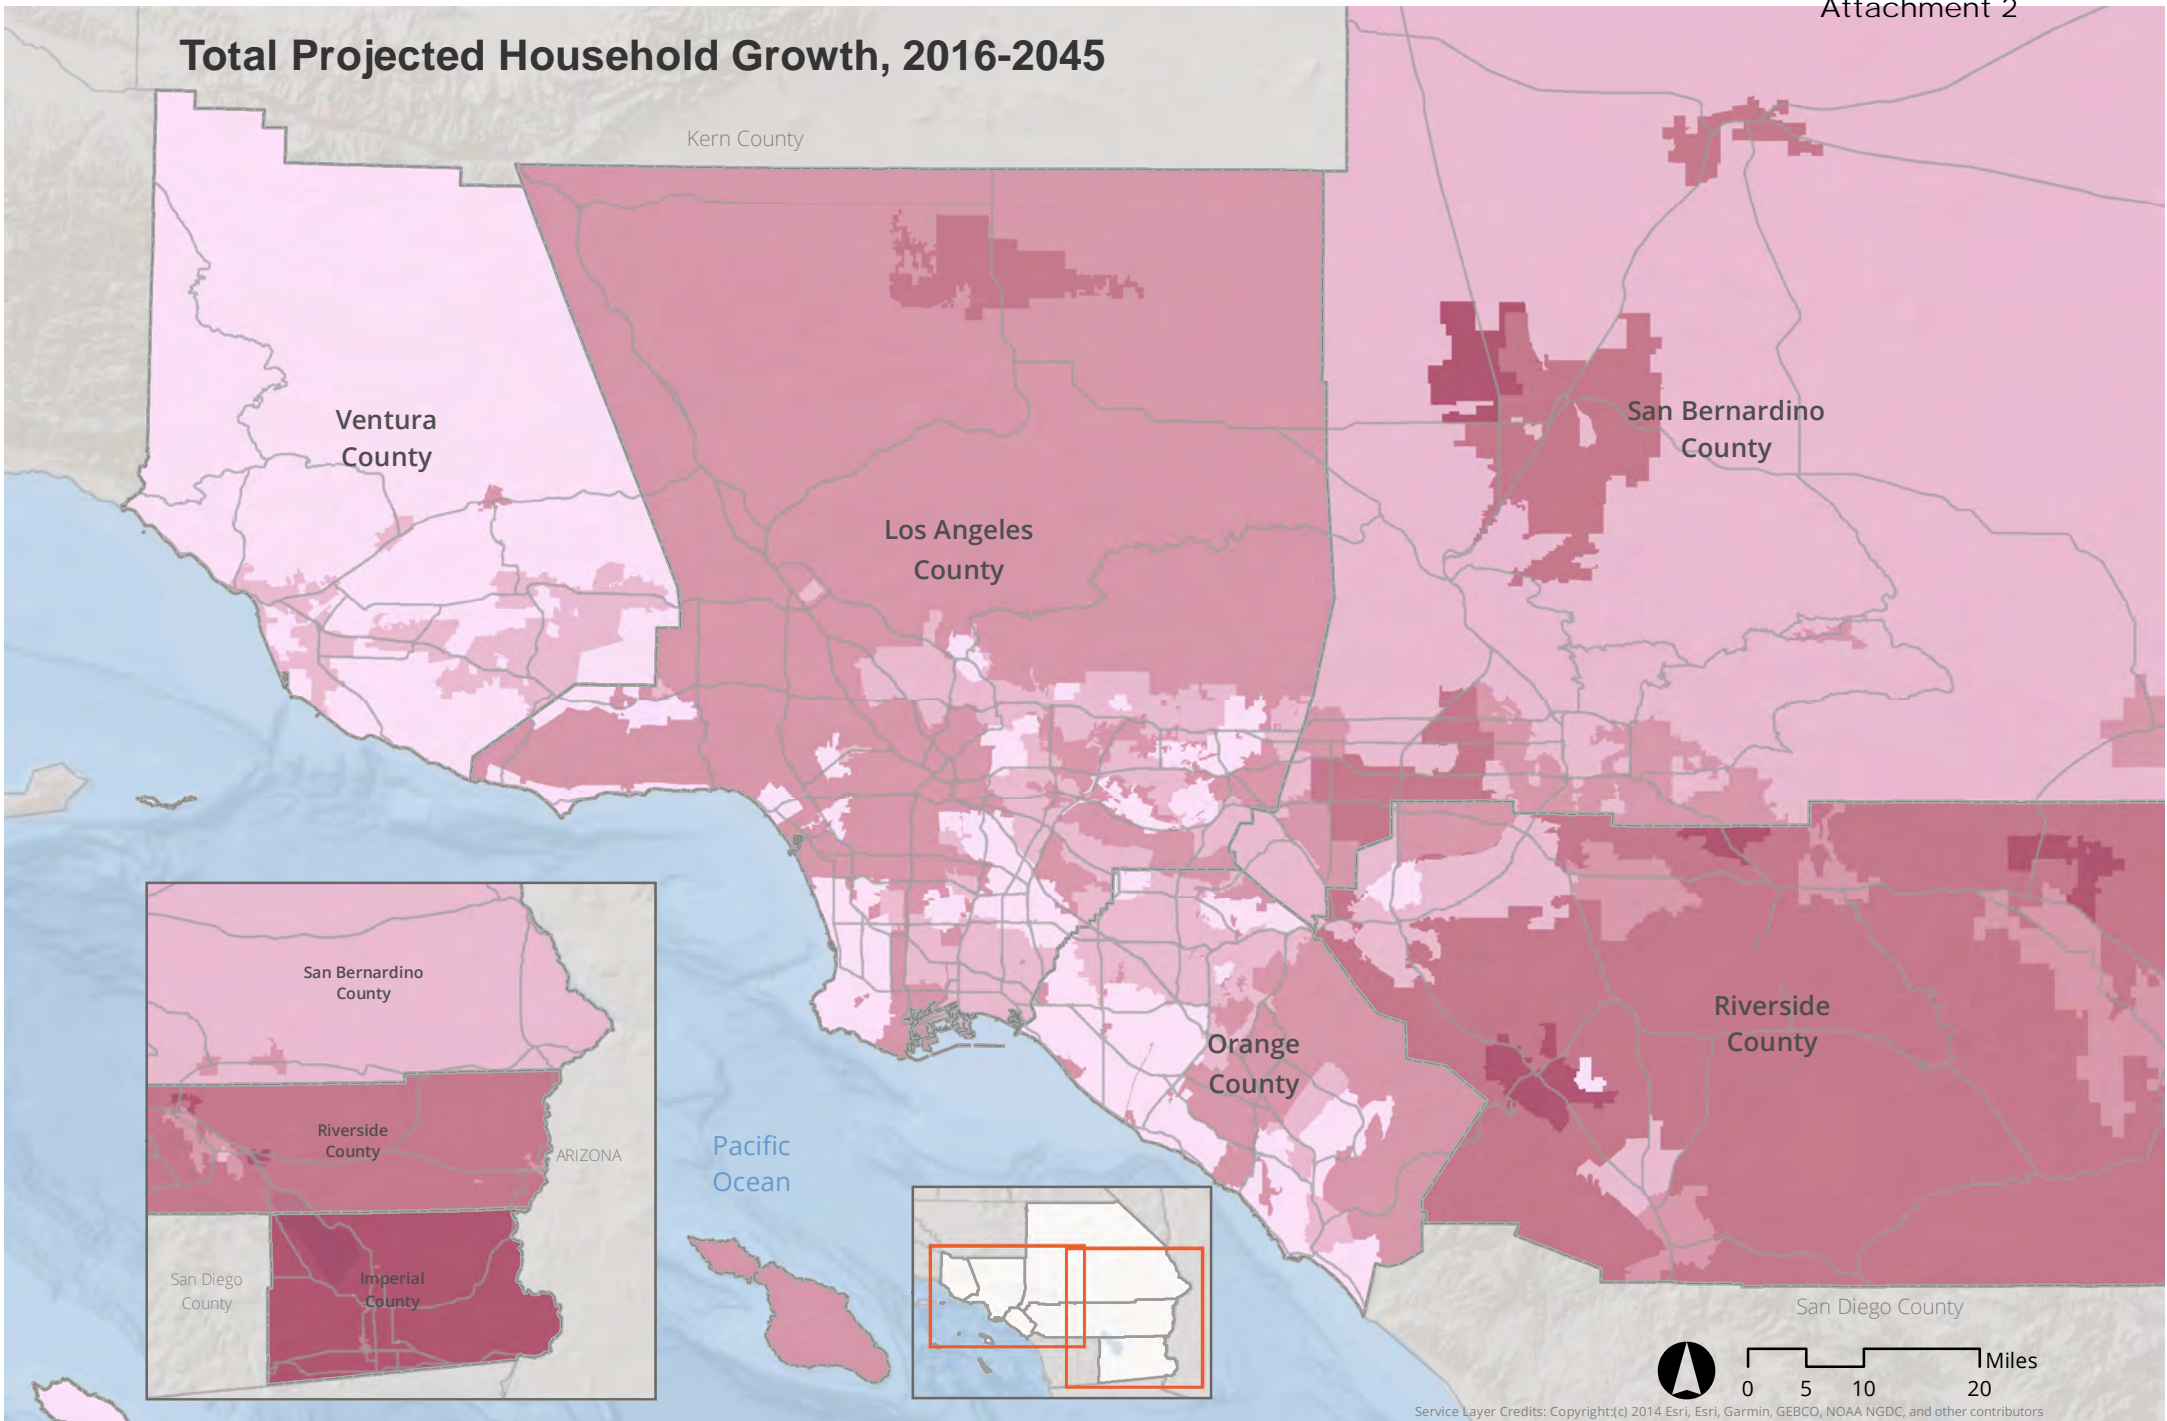 Attachment 2
Total Projected Household Growth, 2016-2045
Kern County
Ventura
County
San Bernardino
County
Los Angeles
County
San Bernardino
County
Riverside
County
Orange
County
Riverside
County
ARIZONA
Pacific
Ocean
San Diego
County
Imperial
County
San Diego County
Miles
0 5 10 20
Service Layer Credits: Copyright:(c) 2014 Esri, Esri, Garmin, GEBCO, NOAA NGDC, and other contributors